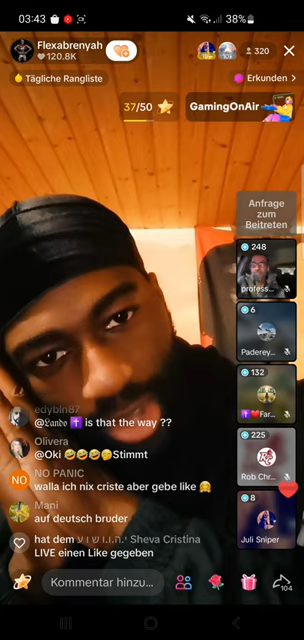 03:43
38%
Flexabrenyah
120.8K
320
Tägliche Rangliste
Erkunden >
37/50
GamingOnAir
Anfrage
zum
Beitreten
248
profess...
6
Paderey...
132
✝️❤️Far...
225
Rob Chr...
8
Juli Sniper
edybin87
@𝕷𝖆𝖓𝖉𝖔 ✝️ is that the way ??
Olivera
@Oki 🤣🤣🤣🤭Stimmt
NO
NO PANIC
walla ich nix criste aber gebe like 🤗
Mani
auf deutsch bruder
hat dem י.ה.ו.ו ש ו ע Sheva Cristina
LIVE einen Like gegeben
Kommentar hinzu...
104